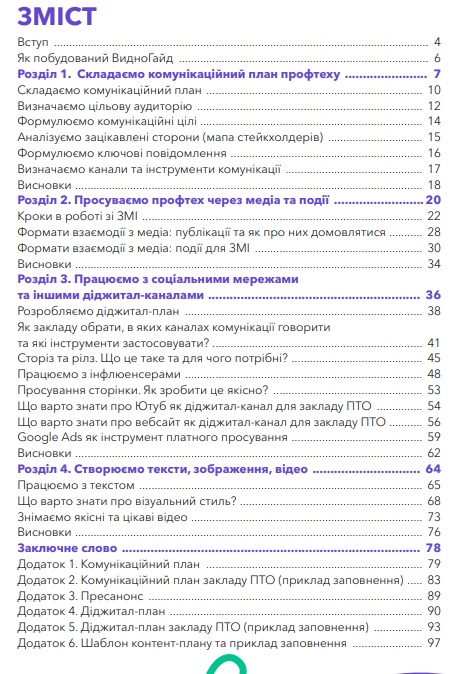 ЗМІСТ
Вступ 4
Як побудований ВидноГайд 6
Розділ 1. Складаємо комунікаційний план профтеху 7
Складаємо комунікаційний план 10
Визначаємо цільову аудиторію 12
Формулюємо комунікаційні цілі 14
Аналізуємо зацікавлені сторони (мапа стейкхолдерів) 15
Формулюємо ключові повідомлення 16
Визначаємо канали та інструменти комунікації 17
Висновки 18
Розділ 2. Просуваємо профтех через медіа та події 20
Кроки в роботі зі ЗМІ 22
Формати взаємодії з медіа: публікації та як про них домовлятися 28
Формати взаємодії з медіа: події для ЗМІ 30
Висновки 34
Розділ 3. Працюємо з соціальними мережами
та іншими діджитал-каналами 36
Розробляємо діджитал-план 38
Як закладу обрати, в яких каналах комунікації говорити
та які інструменти застосовувати? 41
Сторіз та рілз. Що це таке та для чого потрібні? 45
Працюємо з інфлюенсерами 48
Просування сторінки. Як зробити це якісно? 53
Що варто знати про Ютуб як діджитал-канал для закладу ПТО 54
Що варто знати про вебсайт як діджитал-канал для закладу ПТО 56
Google Ads як інструмент платного просування 59
Висновки 62
Розділ 4. Створюємо тексти, зображення, відео 64
Працюємо з текстом 65
Що варто знати про візуальний стиль? 68
Знімаємо якісні та цікаві відео 73
Висновки 76
Заключне слово 78
Додаток 1. Комунікаційний план 79
Додаток 2. Комунікаційний план закладу ПТО (приклад заповнення) 83
Додаток 3. Пресанонс 89
Додаток 4. Діджитал-план 90
Додаток 5. Діджитал-план закладу ПТО (приклад заповнення) 93
Додаток 6. Шаблон контент-плану та приклад заповнення 97